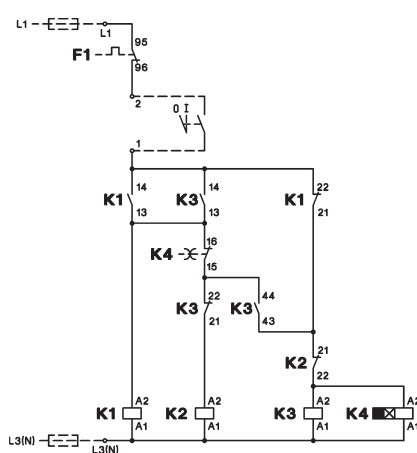 L1
L1
95
F1
96
2
0 I
1
14 14 22
K1 K3 K1
13 13 21
16
K4
15
22 44
K3 K3
21 43
21
K2
22
A2 A2 A2 A2
K1 K2 K3 K4
A1 A1 A1 A1
L3(N)
L3(N)